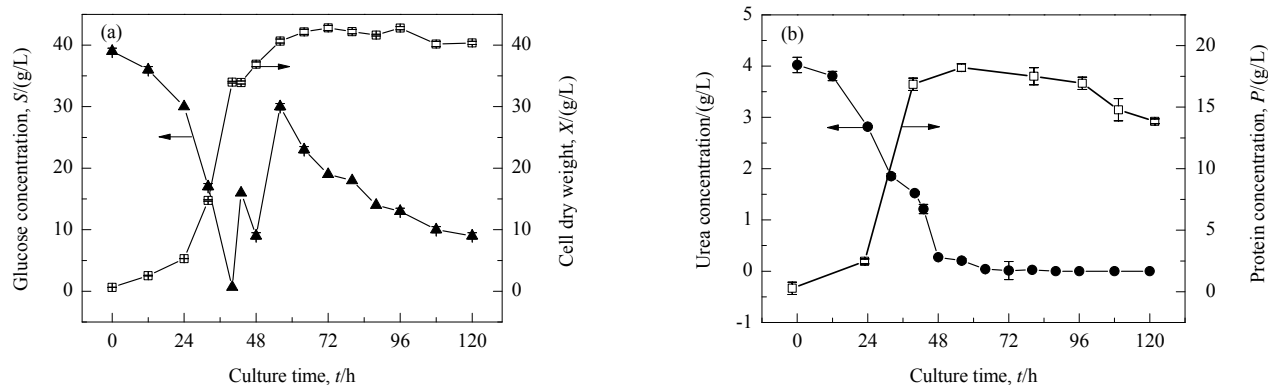 (a)
Glucose concentration, S/(g/L)
40
30
20
10
0
Cell dry weight, X/(g/L)
40
30
20
10
0
0 24 48 72 96 120
Culture time, t/h
(b)
Urea concentration/(g/L)
4
3
2
1
0
-1
Protein concentration, P/(g/L)
20
15
10
5
0
0 24 48 72 96 120
Culture time, t/h